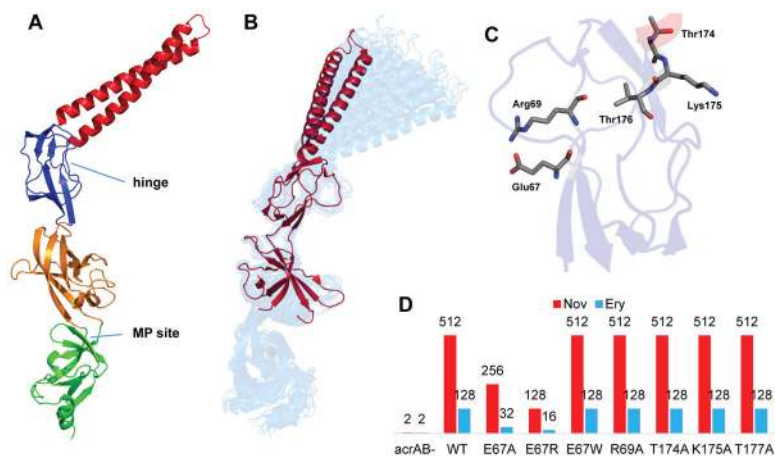 A
hinge
MP site
B
C
Thr174
Arg69
Thr176
Lys175
Glu67
D
Nov Ery
512 512 512 512 512 512
256
128 128 128 128 128 128 128
32
16
2 2
acrAB- WT E67A E67R E67W R69A T174A K175A T177A